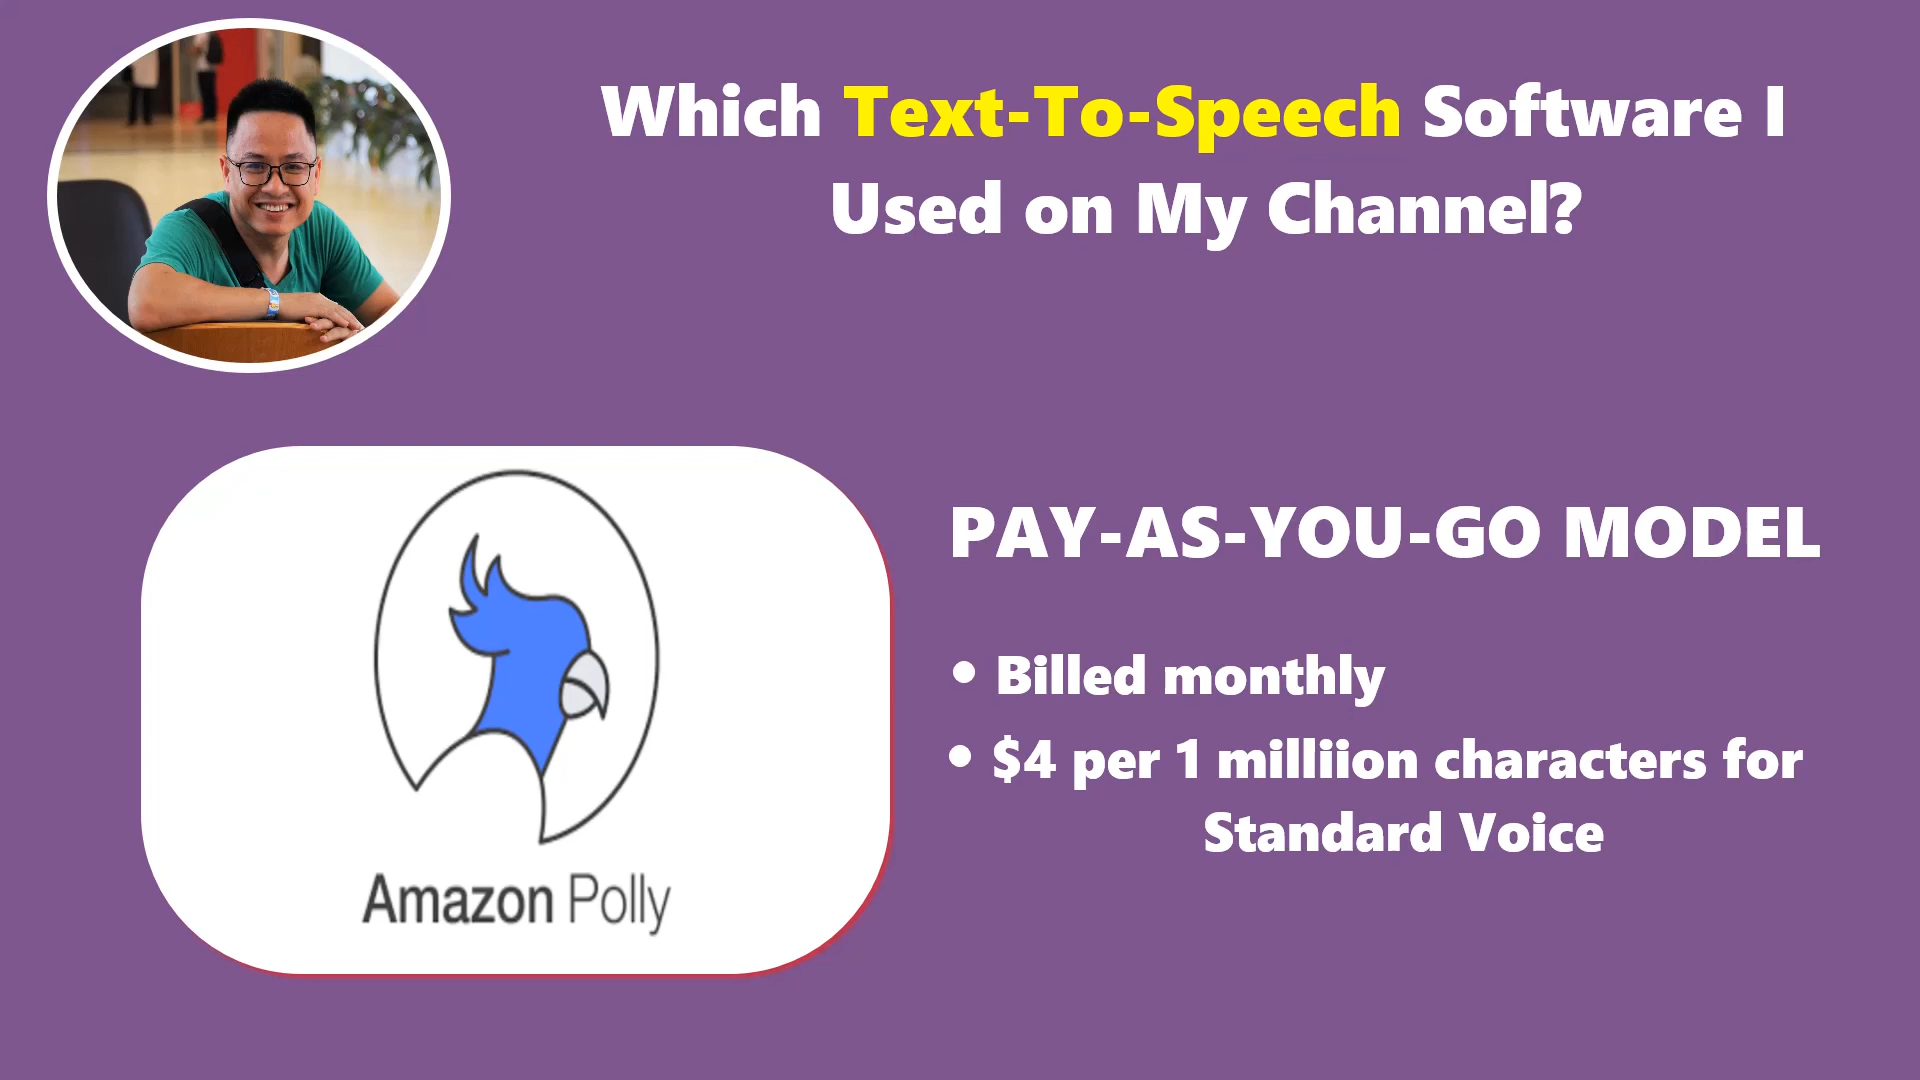 Which Text-To-Speech Software I
Used on My Channel?
Amazon Polly
PAY-AS-YOU-GO MODEL
• Billed monthly
• $4 per 1 milliion characters for
Standard Voice